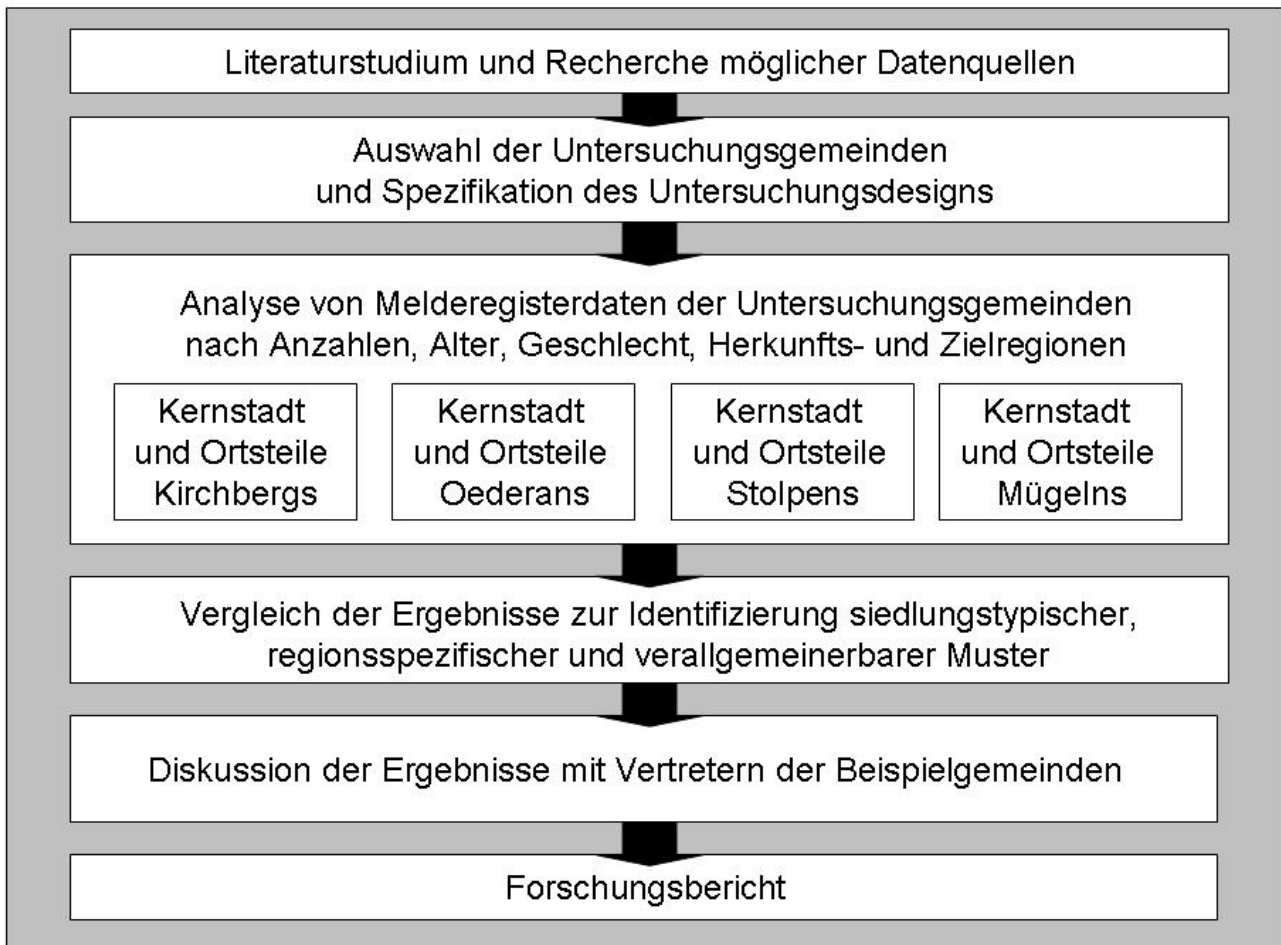 Literaturstudium und Recherche möglicher Datenquellen
Auswahl der Untersuchungsgemeinden
und Spezifikation des Untersuchungsdesigns
Analyse von Melderegisterdaten der Untersuchungsgemeinden
nach Anzahlen, Alter, Geschlecht, Herkunfts- und Zielregionen
Kernstadt
und Ortsteile
Kirchbergs
Kernstadt
und Ortsteile
Oederans
Kernstadt
und Ortsteile
Stolpens
Kernstadt
und Ortsteile
Mügelns
Vergleich der Ergebnisse zur Identifizierung siedlungstypischer,
regionsspezifischer und verallgemeinerbarer Muster
Diskussion der Ergebnisse mit Vertretern der Beispielgemeinden
Forschungsbericht